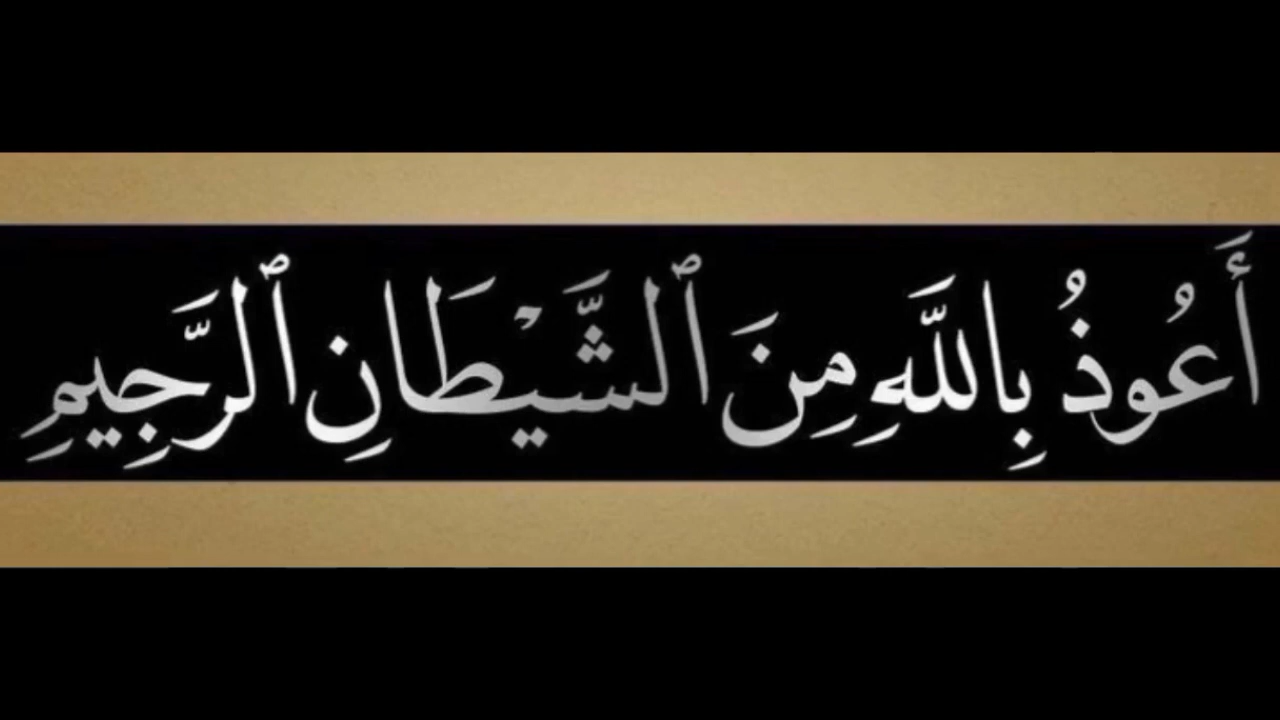 أَعُوذُ بِاللَّهِ مِنَ ٱلشَّيْطَانِ ٱلرَّجِيمِ